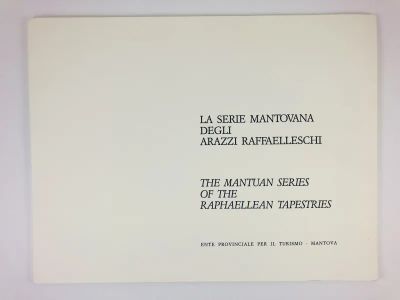 LA SERIE MANTOVANA
DEGLI
ARAZZI RAFFAELLESCHI
THE MANTUAN SERIES
OF THE
RAPHAELLEAN TAPESTRIES
ENTE PROVINCIALE PER IL TURISMO - MANTOVA